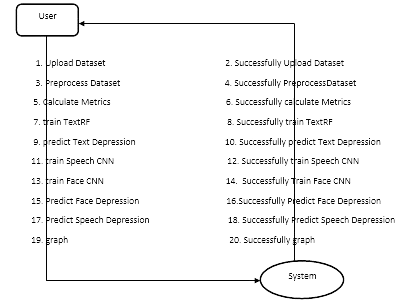 User
1. Upload Dataset
2. Successfully Upload Dataset
3. Preprocess Dataset
4. Successfully PreprocessDataset
5. Calculate Metrics
6. Successfully calculate Metrics
7. train TextRF
8. Successfully train TextRF
9. predict Text Depression
10. Successfully predict Text Depression
11. train Speech CNN
12. Successfully train Speech CNN
13. train Face CNN
14. Successfully Train Face CNN
15. Predict Face Depression
16.Successfully Predict Face Depression
17. Predict Speech Depression
18. Successfully Predict Speech Depression
19. graph
20. Successfully graph
System